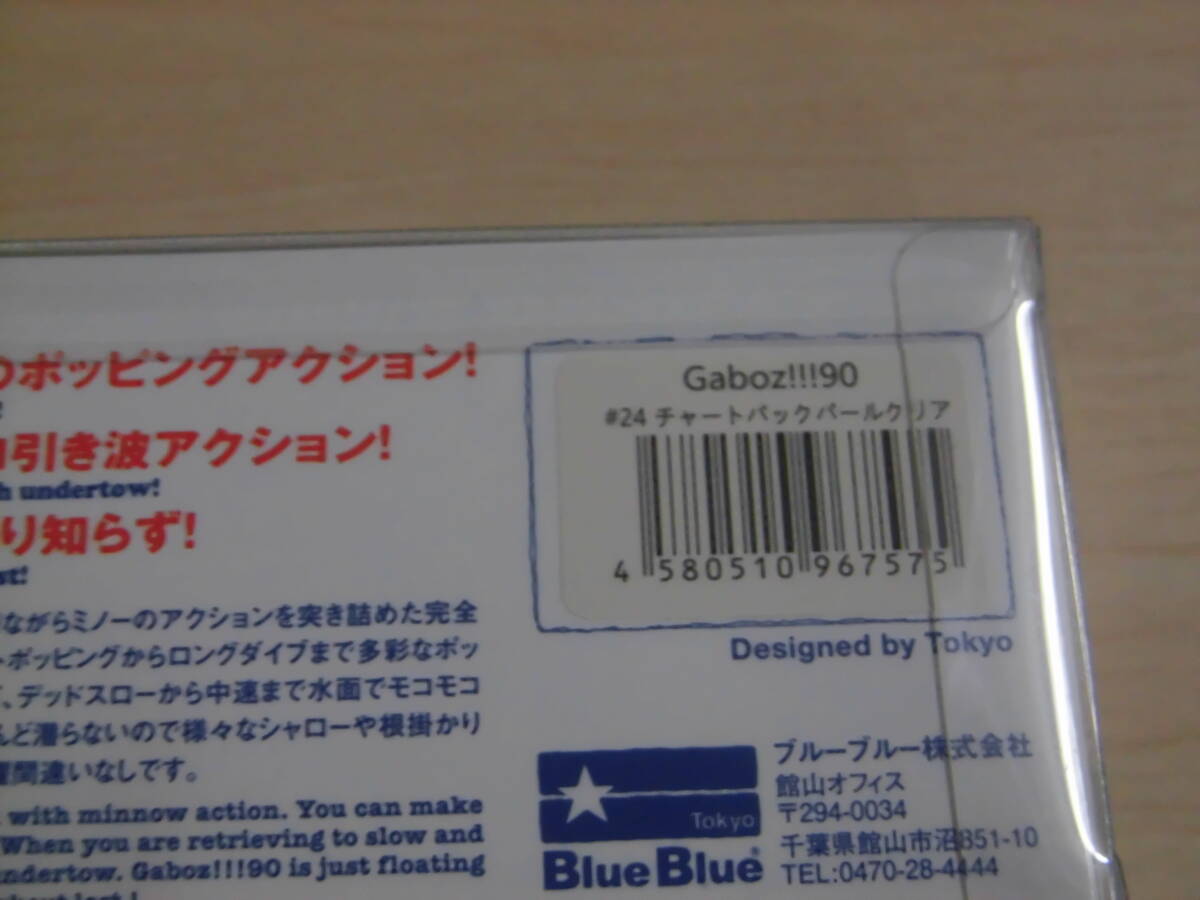 のポッピングアクション!
引き波アクション!
h undertow!
り知らず!
st!
ながらミノーのアクションを突き詰めた完全
ポッピングからロングダイブまで多彩なポッ
、デッドスローから中速まで水面でモコモコ
んど潜らないので様々なシャローや根掛かり
間違いなしです。
with minnow action. You can make
When you are retrieving to slow and
undertow. Gaboz!!!90 is just floating
Gaboz!!!90
#24 チャートバックパールクリア
4 580510 967575
Designed by Tokyo
Tokyo
BlueBlue
ブルーブルー株式会社
館山オフィス
〒294-0034
千葉県館山市沼851-10
TEL:0470-28-4444